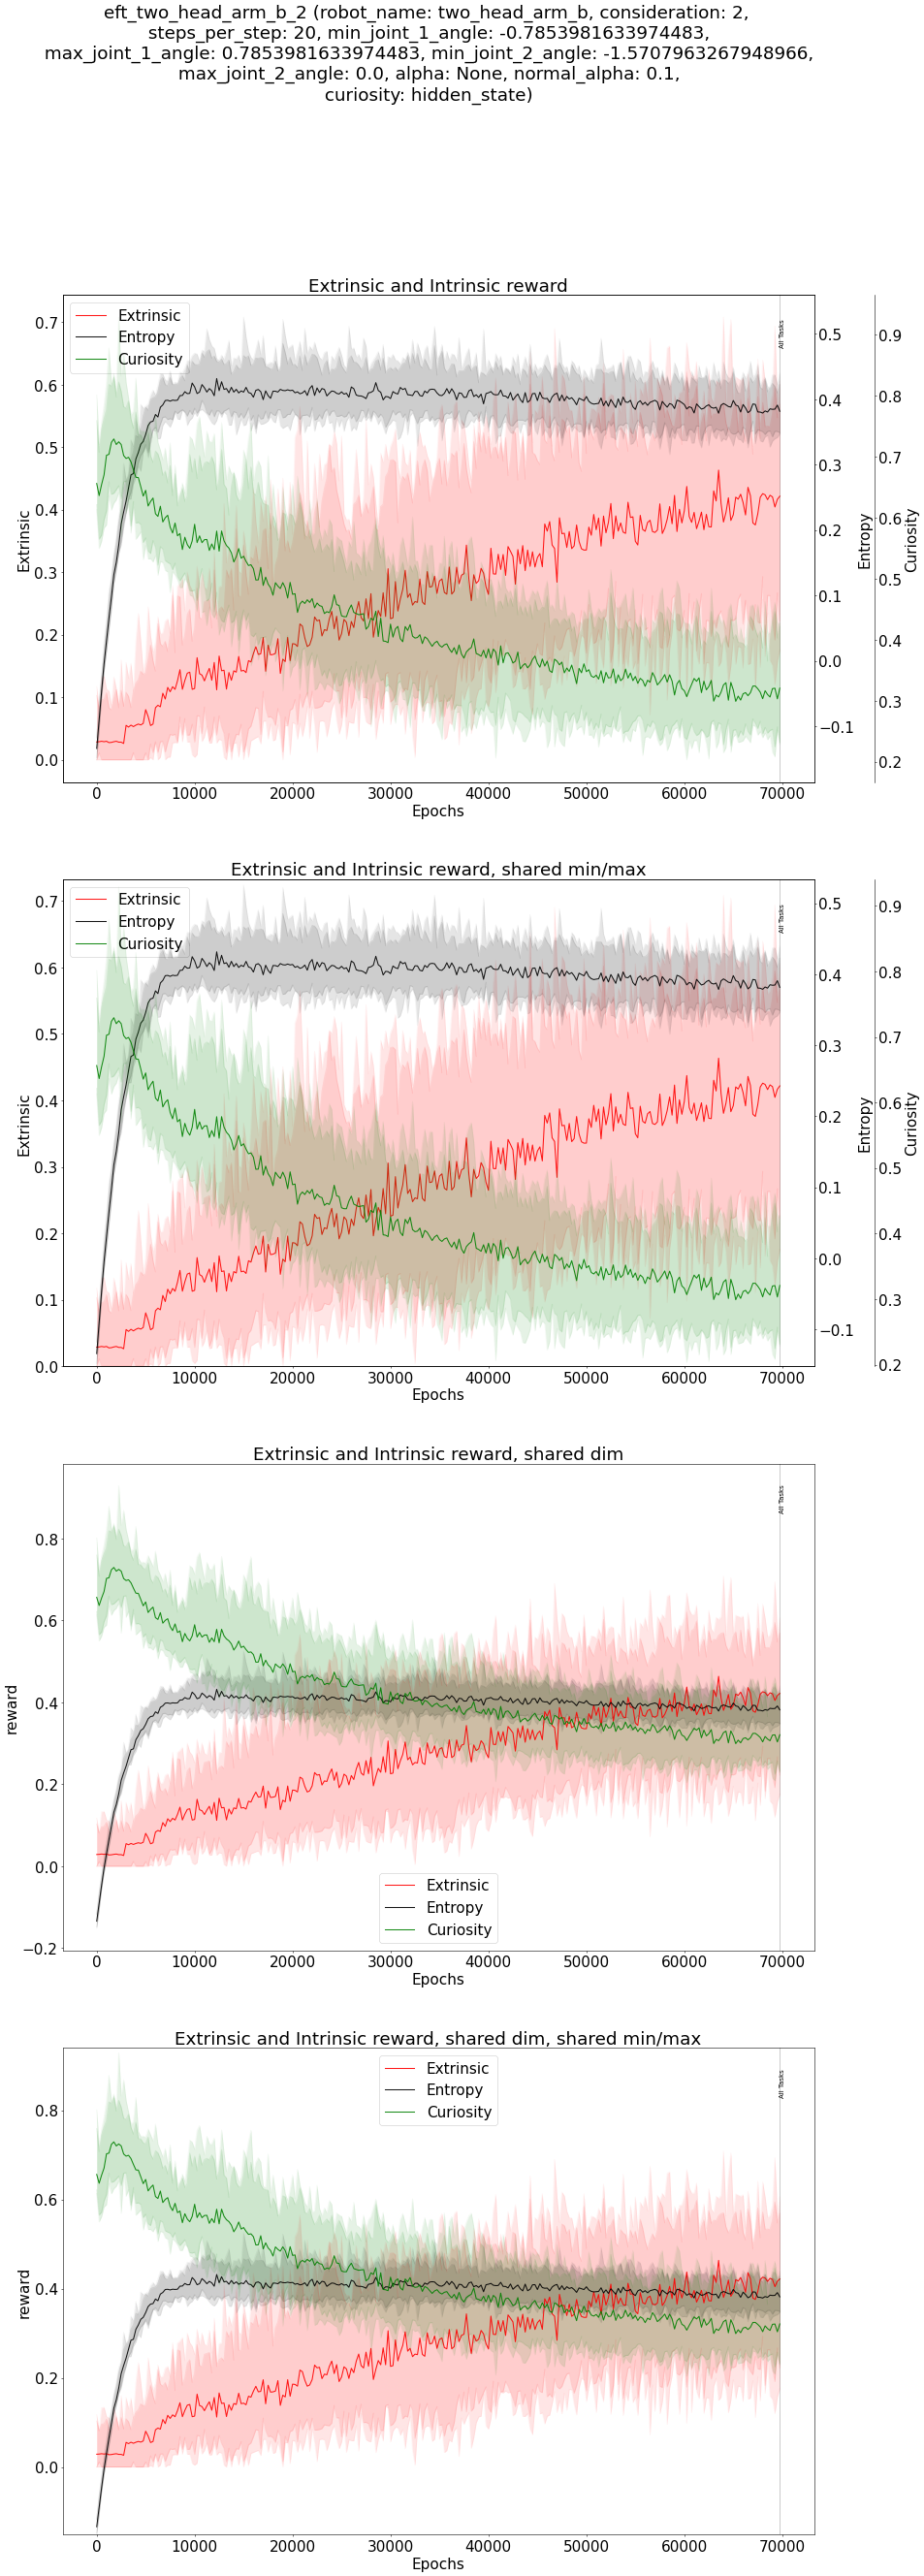 eft_two_head_arm_b_2 (robot_name: two_head_arm_b, consideration: 2,
steps_per_step: 20, min_joint_1_angle: -0.7853981633974483,
max_joint_1_angle: 0.7853981633974483, min_joint_2_angle: -1.5707963267948966,
max_joint_2_angle: 0.0, alpha: None, normal_alpha: 0.1,
curiosity: hidden_state)
Extrinsic and Intrinsic reward
Extrinsic
Entropy
Curiosity
All Tasks
0.7
0.6
0.5
0.4
0.3
0.2
0.1
0.0
Extrinsic
0.5
0.4
0.3
0.2
0.1
0.0
−0.1
Entropy
0.9
0.8
0.7
0.6
0.5
0.4
0.3
0.2
Curiosity
0 10000 20000 30000 40000 50000 60000 70000
Epochs
Extrinsic and Intrinsic reward, shared min/max
Extrinsic
Entropy
Curiosity
All Tasks
0.7
0.6
0.5
0.4
0.3
0.2
0.1
0.0
Extrinsic
0.5
0.4
0.3
0.2
0.1
0.0
−0.1
Entropy
0.9
0.8
0.7
0.6
0.5
0.4
0.3
0.2
Curiosity
0 10000 20000 30000 40000 50000 60000 70000
Epochs
Extrinsic and Intrinsic reward, shared dim
All Tasks
0.8
0.6
0.4
0.2
0.0
−0.2
reward
Extrinsic
Entropy
Curiosity
0 10000 20000 30000 40000 50000 60000 70000
Epochs
Extrinsic and Intrinsic reward, shared dim, shared min/max
Extrinsic
Entropy
Curiosity
All Tasks
0.8
0.6
0.4
0.2
0.0
reward
0 10000 20000 30000 40000 50000 60000 70000
Epochs